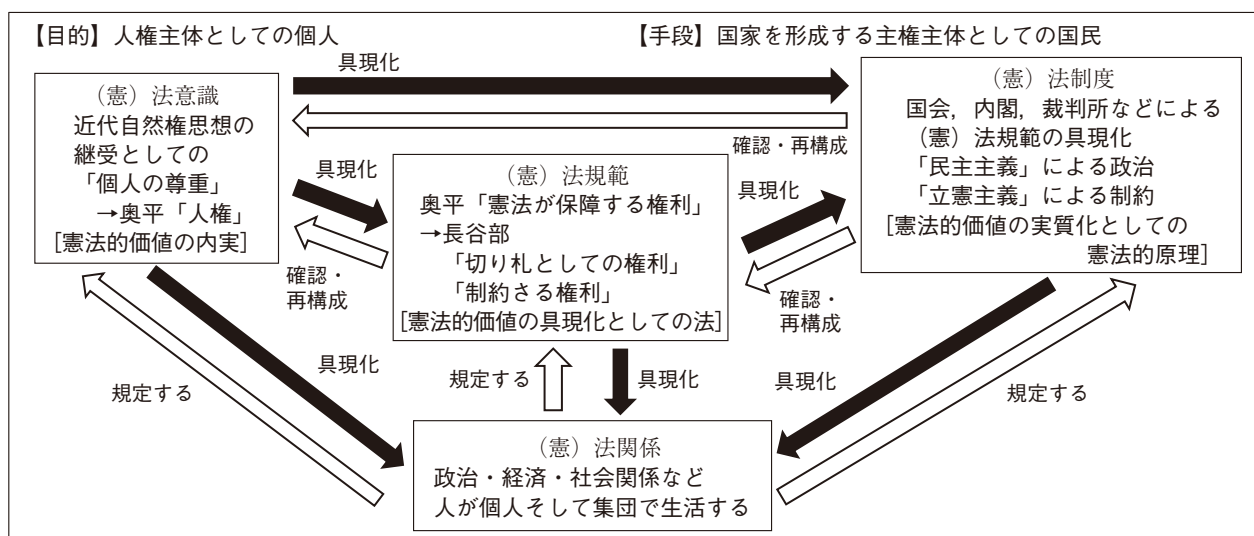 【目的】人権主体としての個人
【手段】国家を形成する主権主体としての国民
具現化
（憲）法意識
近代自然権思想の
継受としての
「個人の尊重」
→奥平「人権」
［憲法的価値の内実］
（憲）法制度
国会，内閣，裁判所などによる
（憲）法規範の具現化
「民主主義」による政治
「立憲主義」による制約
［憲法的価値の実質化としての
憲法的原理］
確認・再構成
具現化
（憲）法規範
奥平「憲法が保障する権利」
→長谷部
「切り札としての権利」
「制約さる権利」
［憲法的価値の具現化としての法］
具現化
確認・
再構成
確認・
再構成
規定する
具現化
規定する
具現化
具現化
規定する
（憲）法関係
政治・経済・社会関係など
人が個人そして集団で生活する